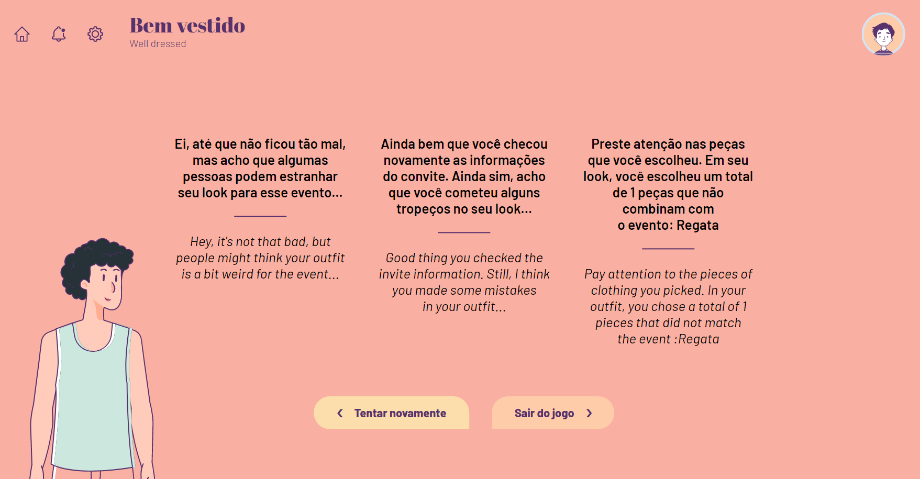 Bem vestido
Well dressed
Ei, até que não ficou tão mal,
mas acho que algumas
pessoas podem estranhar
seu look para esse evento...
Hey, it's not that bad, but
people might think your outfit
is a bit weird for the event...
Ainda bem que você checou
novamente as informações
do convite. Ainda sim, acho
que você cometeu alguns
tropeços no seu look...
Good thing you checked the
invite information. Still, I think
you made some mistakes
in your outfit...
Preste atenção nas peças
que você escolheu. Em seu
look, você escolheu um total
de 1 peças que não
combinam com
o evento: Regata
Pay attention to the pieces of
clothing you picked. In your
outfit, you chose a total of 1
pieces that did not match
the event :Regata
Tentar novamente
Sair do jogo